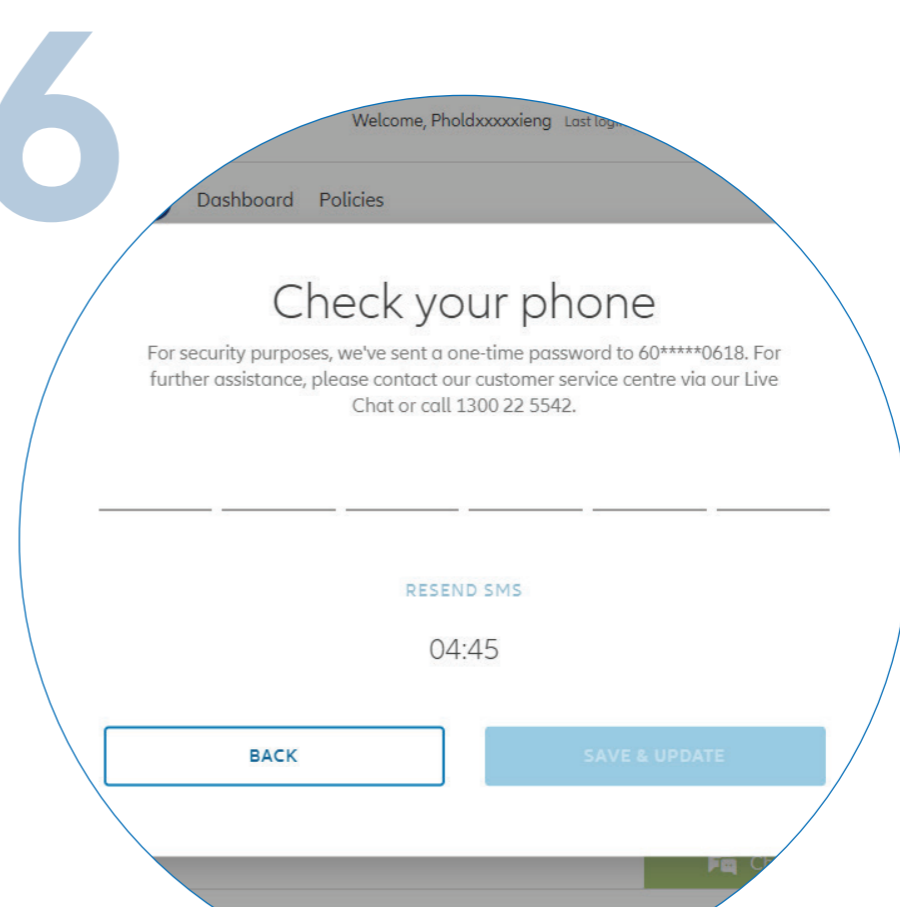 6
Welcome, Pholdxxxxxieng Last login
Dashboard Policies
Check your phone
For security purposes, we've sent a one-time password to 60*****0618. For
further assistance, please contact our customer service centre via our Live
Chat or call 1300 22 5542.
RESEND SMS
04:45
BACK SAVE & UPDATE